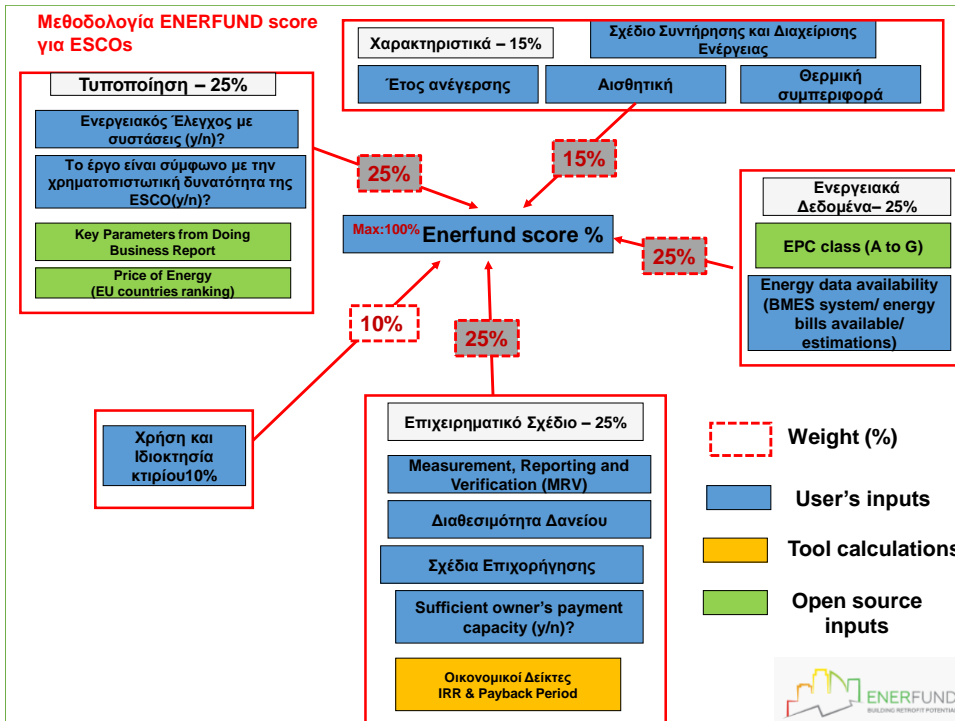 Μεθοδολογία ENERFUND score
για ESCOs
Τυποποίηση – 25%
Ενεργειακός Έλεγχος με
συστάσεις (y/n)?
Το έργο είναι σύμφωνο με την
χρηματοπιστωτική δυνατότητα της
ESCO(y/n)?
Key Parameters from Doing
Business Report
Price of Energy
(EU countries ranking)
Χαρακτηριστικά – 15%
Σχέδιο Συντήρησης και Διαχείρισης
Ενέργειας
Έτος ανέγερσης
Αισθητική
Θερμική
συμπεριφορά
25%
15%
Max:100% Enerfund score %
25%
10%
25%
Ενεργειακά
Δεδομένα– 25%
EPC class (A to G)
Energy data availability
(BMES system/ energy
bills available/
estimations)
Χρήση και
Ιδιοκτησία
κτιρίου10%
Επιχειρηματικό Σχέδιο – 25%
Measurement, Reporting and
Verification (MRV)
Διαθεσιμότητα Δανείου
Σχέδια Επιχορήγησης
Sufficient owner's payment
capacity (y/n)?
Οικονομικοί Δείκτες
IRR & Payback Period
Weight (%)
User's inputs
Tool calculations
Open source
inputs
ENERFUND
BUILDING RETROFIT POTENTIAL